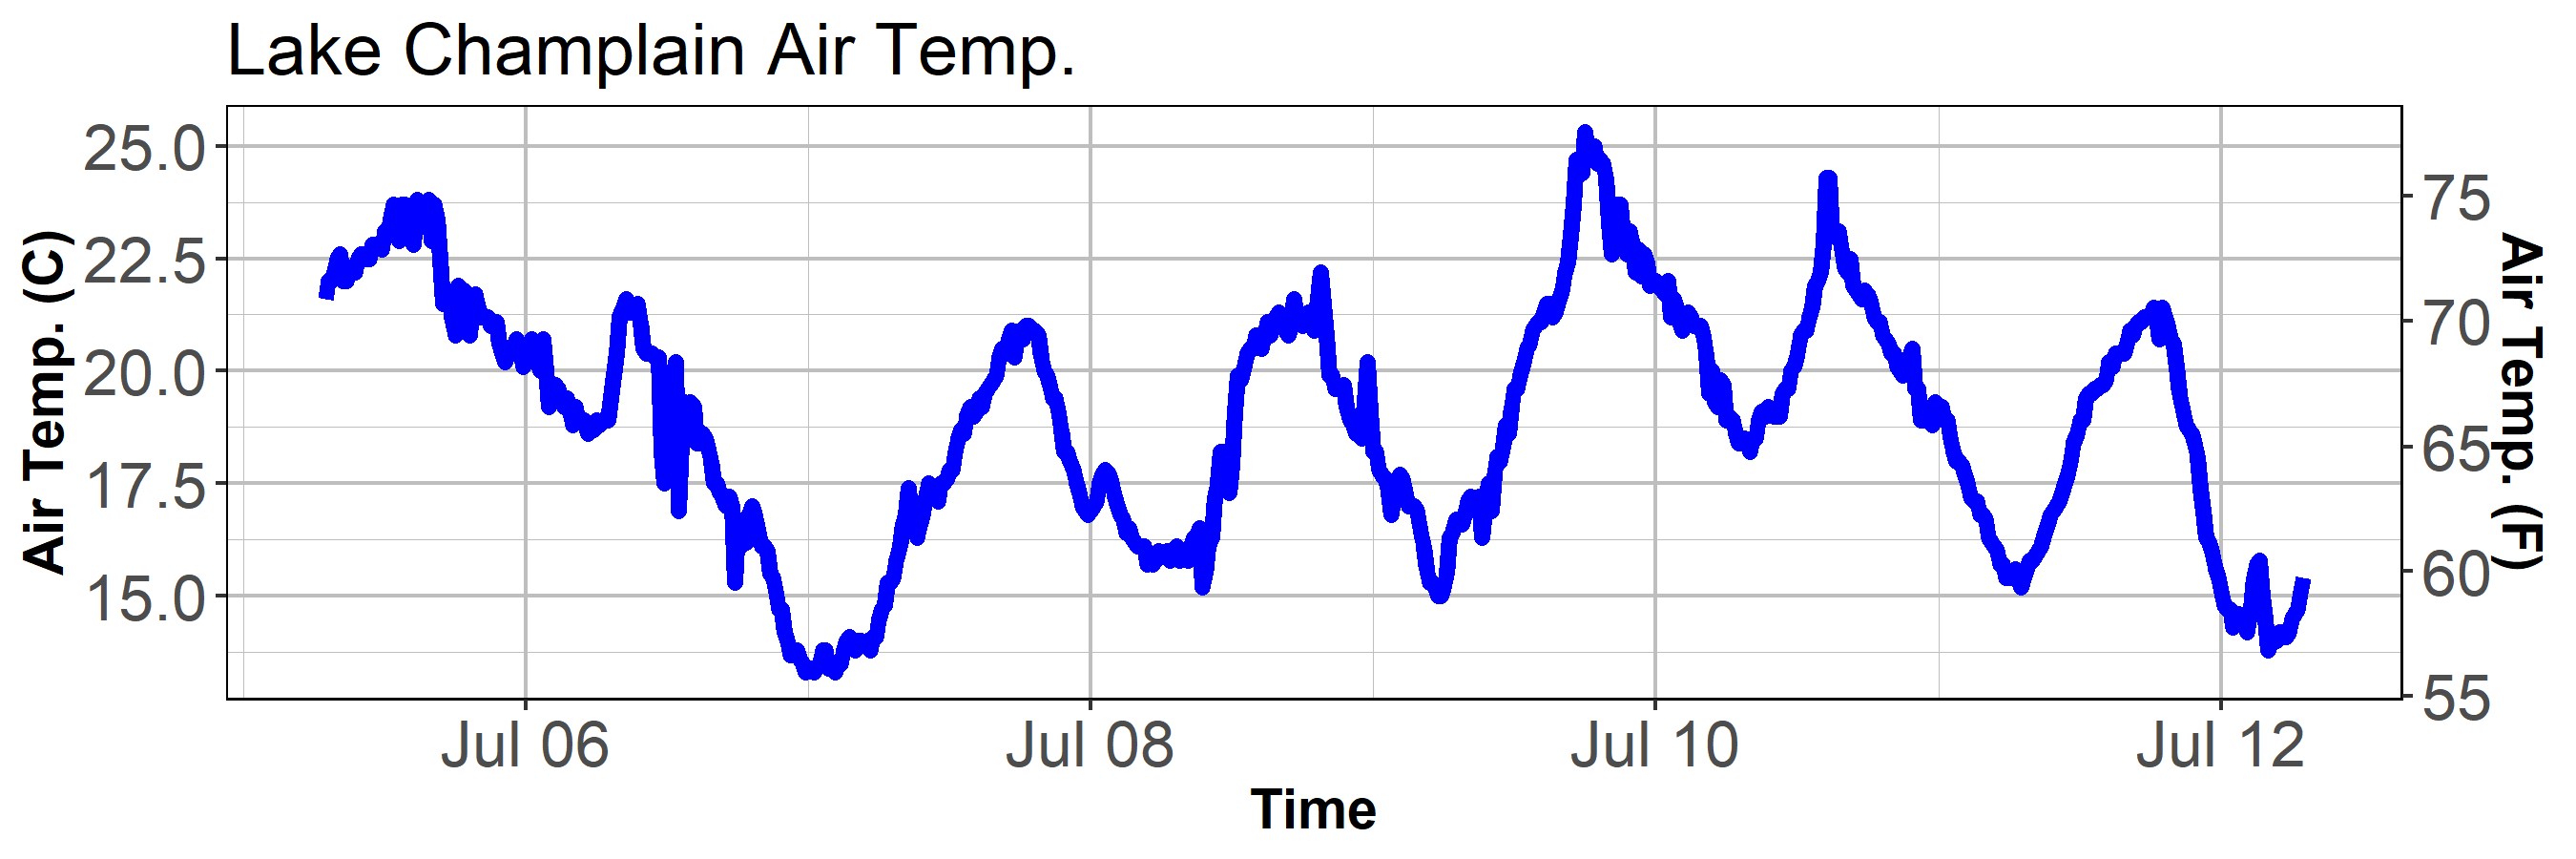 Lake Champlain Air Temp.
Air Temp. (C)
25.0
22.5
20.0
17.5
15.0
75
70
65
60
55
Air Temp. (F)
Jul 06 Jul 08 Jul 10 Jul 12
Time